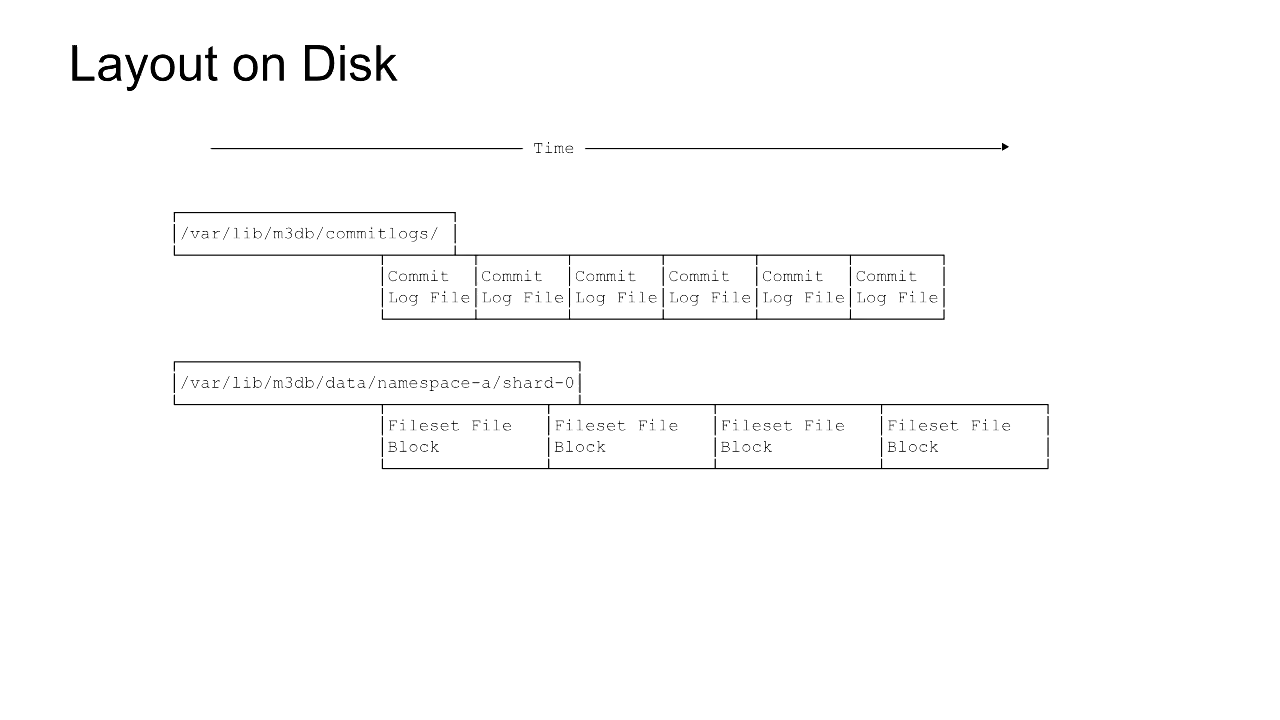 Layout on Disk
Time
/var/lib/m3db/commitlogs/
Commit Commit Commit Commit Commit Commit
Log File Log File Log File Log File Log File Log File
/var/lib/m3db/data/namespace-a/shard-0
Fileset File Fileset File Fileset File Fileset File
Block Block Block Block